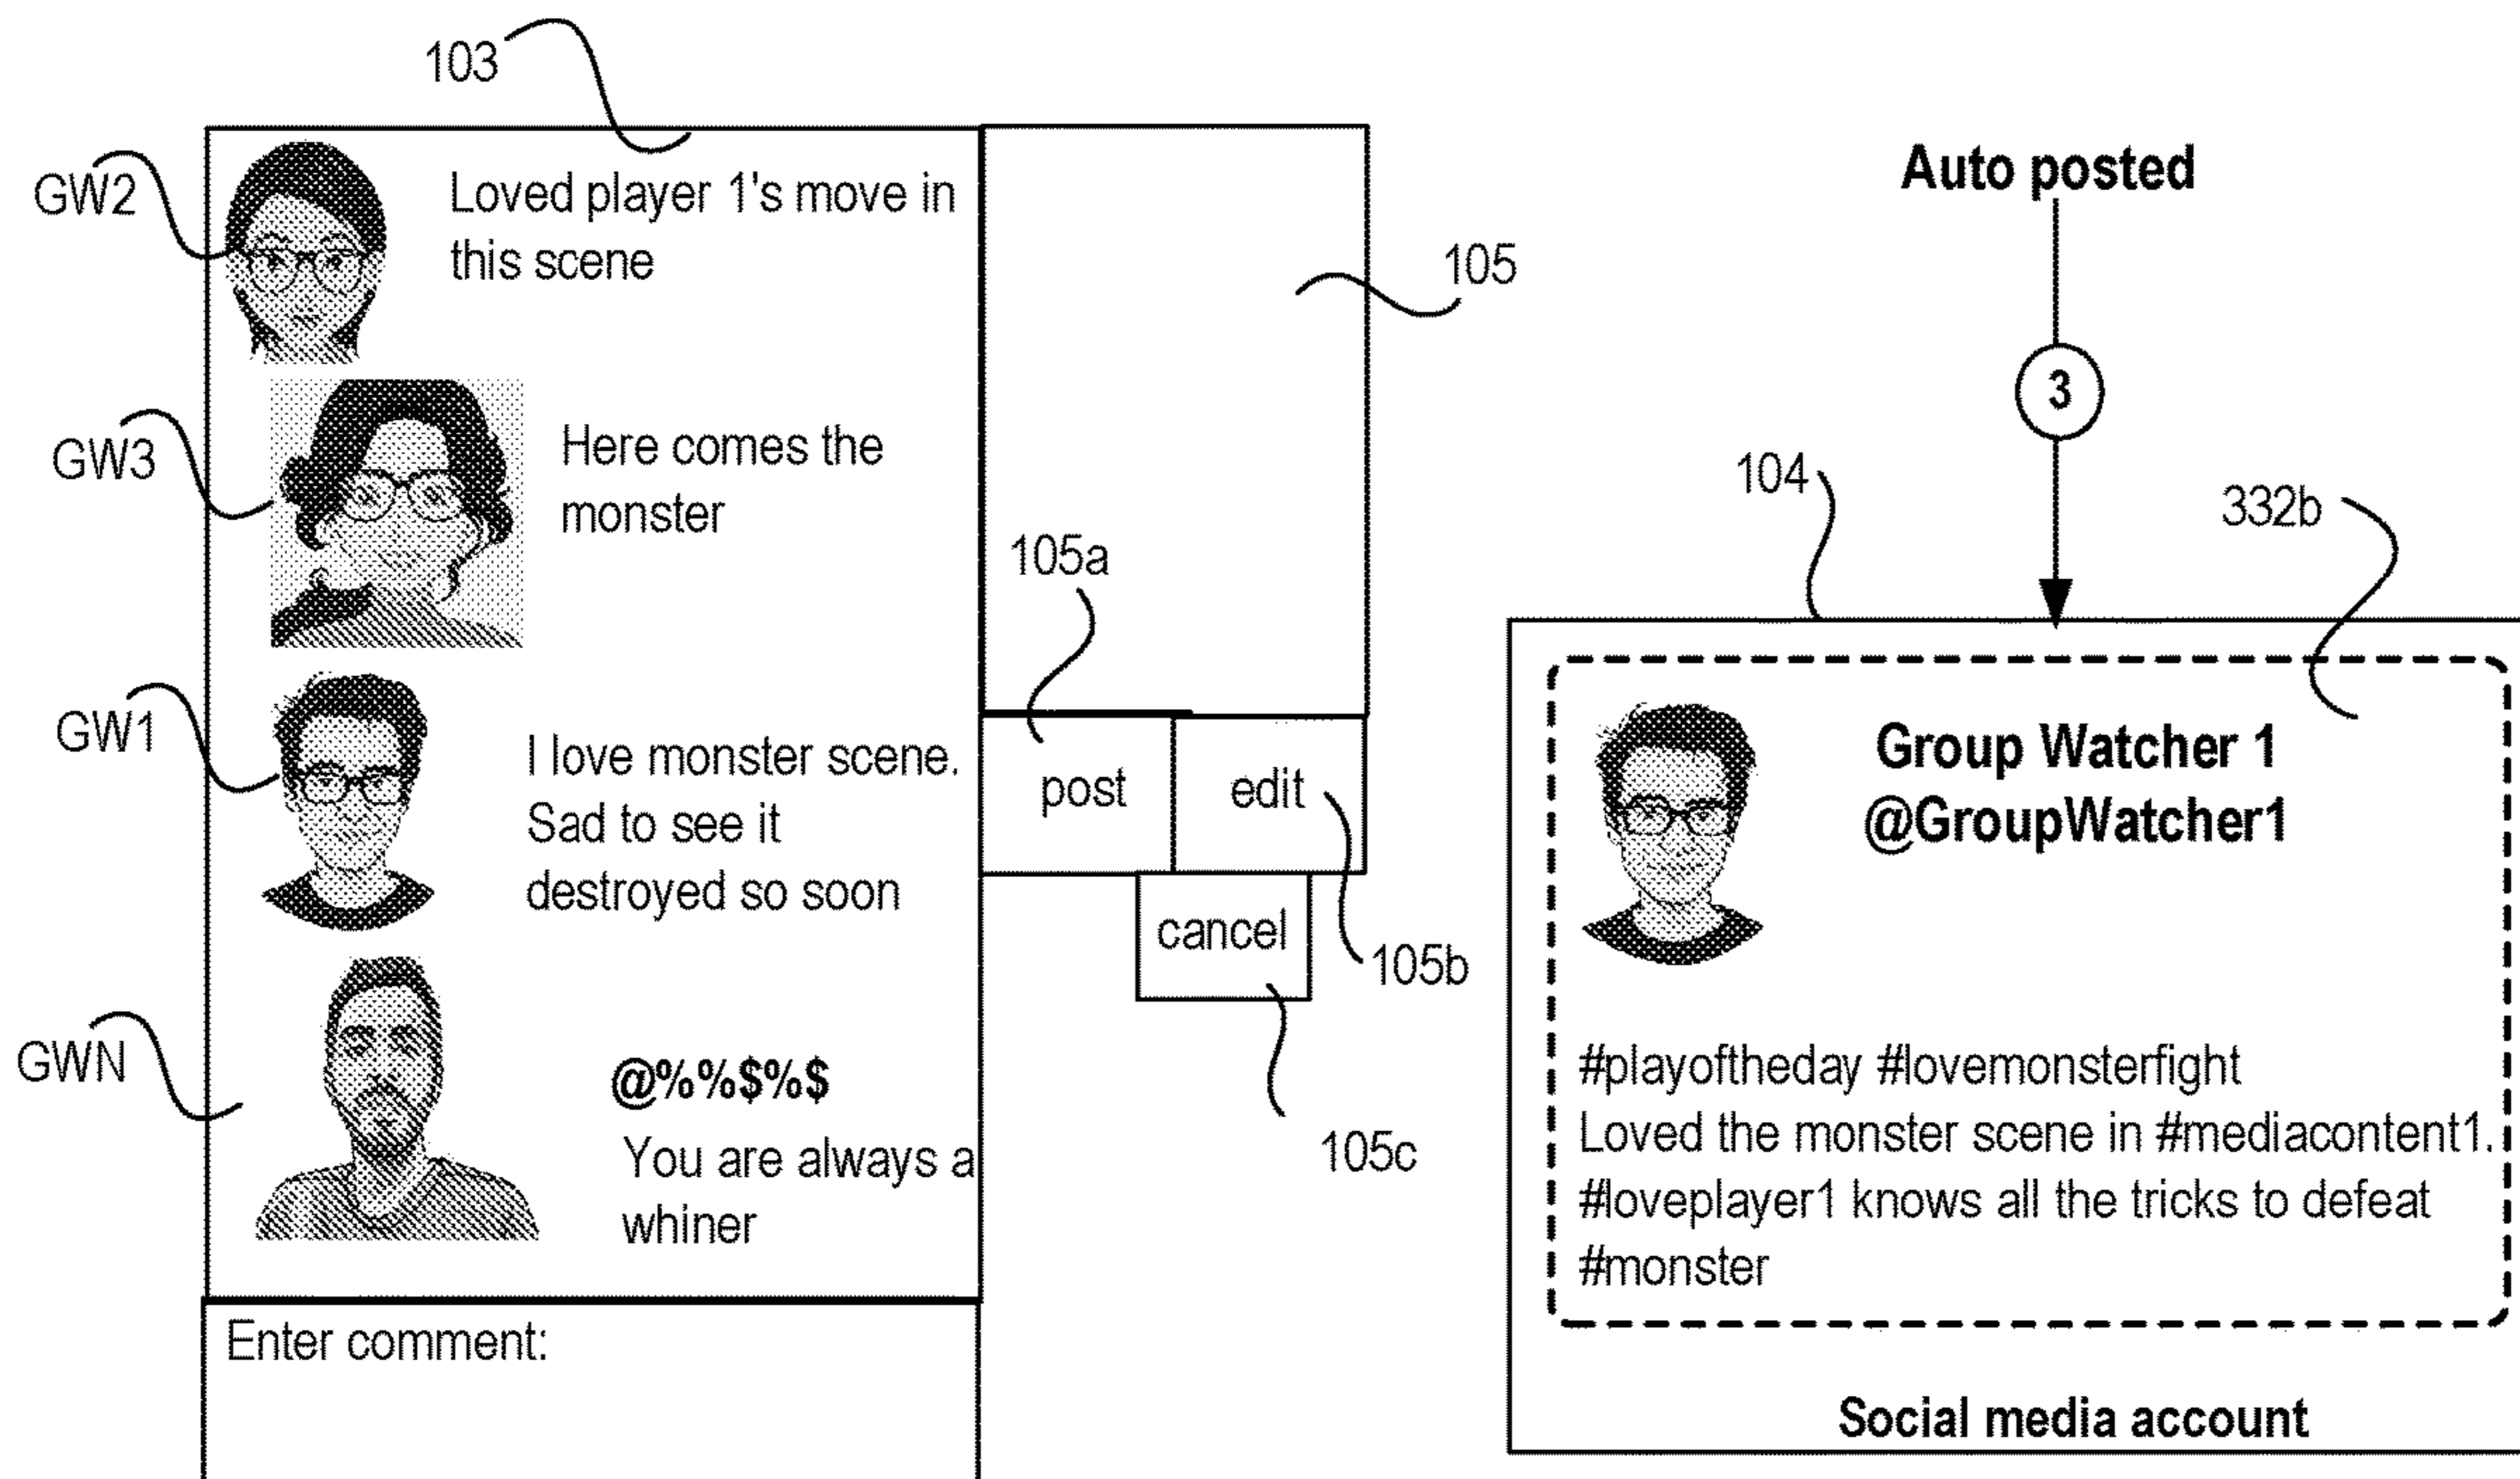 103
GW2
Loved player 1's move in
this scene
GW3
Here comes the
monster
GW1
I love monster scene.
Sad to see it
destroyed so soon
GWN
@%%$%$
You are always a
whiner
Enter comment:
105
105a
post
edit
cancel
105b
105c
Auto posted
3
104
332b
Group Watcher 1
@GroupWatcher1
#playoftheday #lovemonsterfight
Loved the monster scene in #mediacontent1.
#loveplayer1 knows all the tricks to defeat
#monster
Social media account